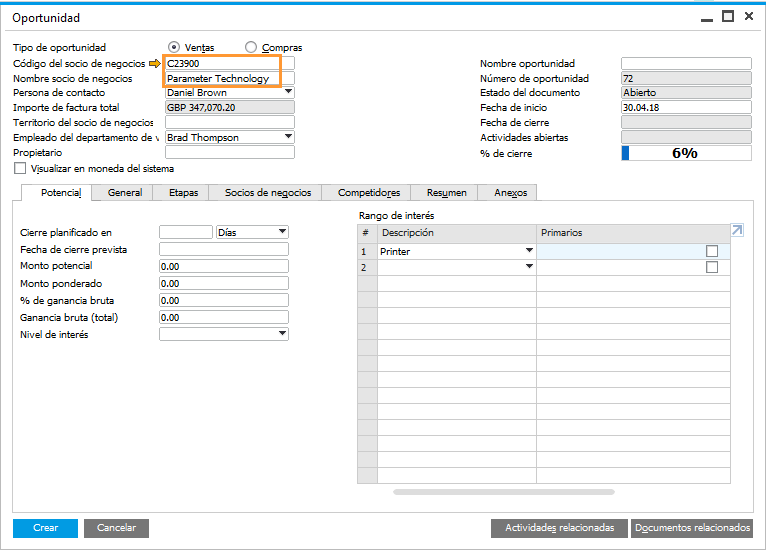 Oportunidad
Tipo de oportunidad Ventas Compras
Código del socio de negocios C23900
Nombre socio de negocios Parameter Technology
Persona de contacto Daniel Brown
Importe de factura total GBP 347,070.20
Territorio del socio de negocios
Empleado del departamento de v Brad Thompson
Propietario
Visualizar en moneda del sistema
Nombre oportunidad
Número de oportunidad 72
Estado del documento Abierto
Fecha de inicio 30.04.18
Fecha de cierre
Actividades abiertas
% de cierre 6%
Potencial General Etapas Socios de negocios Competidores Resumen Anexos
Cierre planificado en Días
Fecha de cierre prevista
Monto potencial 0.00
Monto ponderado 0.00
% de ganancia bruta 0.00
Ganancia bruta (total) 0.00
Nivel de interés
Rango de interés
# Descripción Primarios
1 Printer
2
Crear Cancelar Actividades relacionadas Documentos relacionados